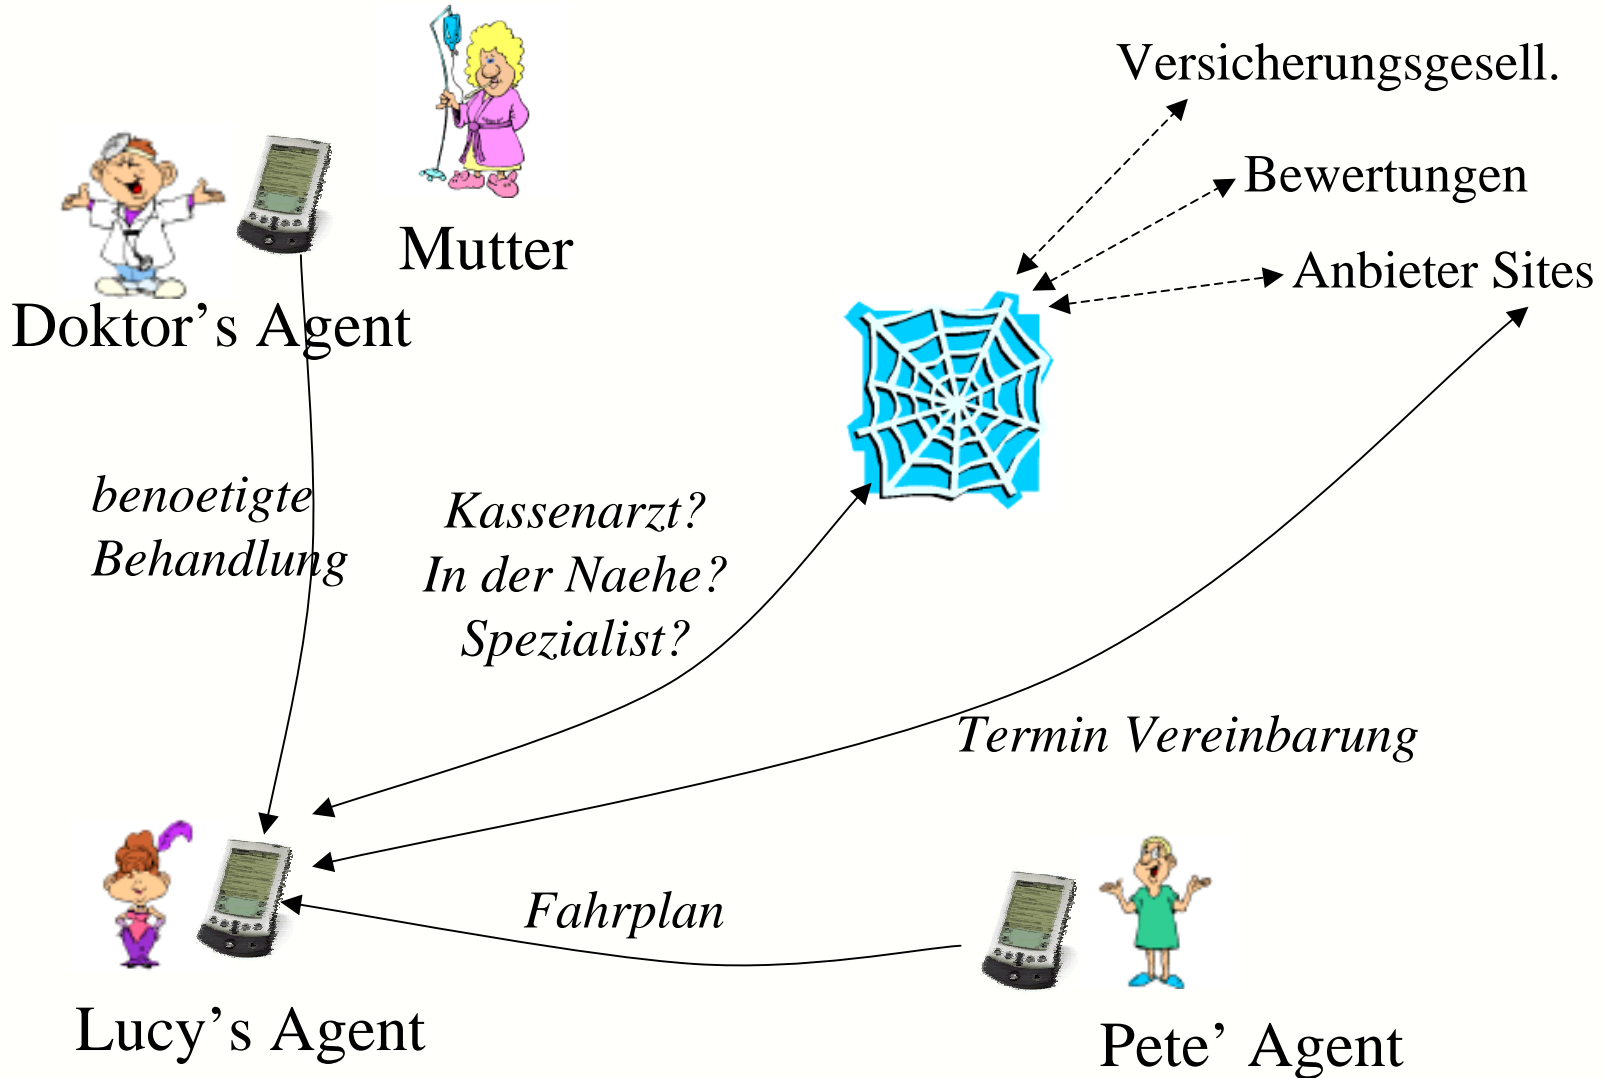 Versicherungsgesell.
Bewertungen
Mutter
Anbieter Sites
Doktor’s Agent
benoetigte
Behandlung
Kassenarzt?
In der Naehe?
Spezialist?
Termin Vereinbarung
Fahrplan
Lucy’s Agent
Pete’ Agent